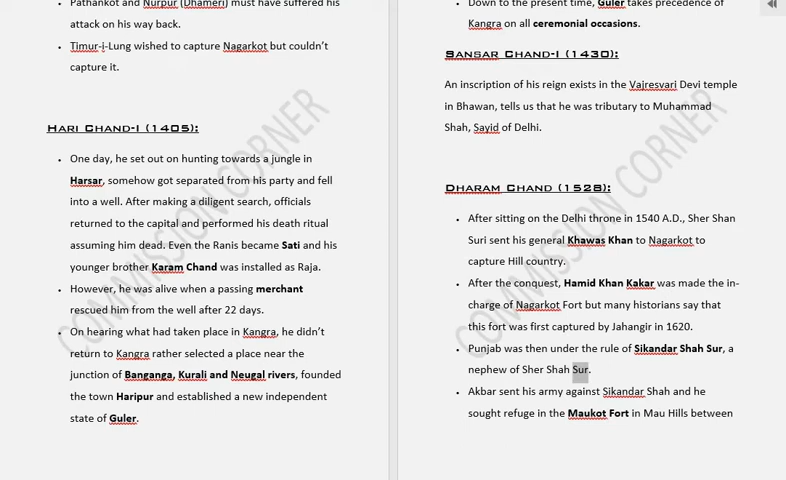 Pathankot and Nurpur (Dhameri) must have suffered his
attack on his way back.
• Timur-i-Lung wished to capture Nagarkot but couldn't
capture it.
HARI CHAND-I (1405):
• One day, he set out on hunting towards a jungle in
Harsar, somehow got separated from his party and fell
into a well. After making a diligent search, officials
returned to the capital and performed his death ritual
assuming him dead. Even the Ranis became Sati and his
younger brother Karam Chand was installed as Raja.
• However, he was alive when a passing merchant
rescued him from the well after 22 days.
• On hearing what had taken place in Kangra, he didn't
return to Kangra rather selected a place near the
junction of Banganga, Kurali and Neugal rivers, founded
the town Haripur and established a new independent
state of Guler.
COMMISSION CORNER
• Down to the present time, Guler takes precedence of
Kangra on all ceremonial occasions.
SANSAR CHAND-I (1430):
An inscription of his reign exists in the Vajresvari Devi temple
in Bhawan, tells us that he was tributary to Muhammad
Shah, Sayid of Delhi.
DHARAM CHAND (1528):
• After sitting on the Delhi throne in 1540 A.D., Sher Shan
Suri sent his general Khawas Khan to Nagarkot to
capture Hill country.
• After the conquest, Hamid Khan Kakar was made the in-
charge of Nagarkot Fort but many historians say that
this fort was first captured by Jahangir in 1620.
• Punjab was then under the rule of Sikandar Shah Sur, a
nephew of Sher Shah Sur.
• Akbar sent his army against Sikandar Shah and he
sought refuge in the Maukot Fort in Mau Hills between
COMMISSION CORNER